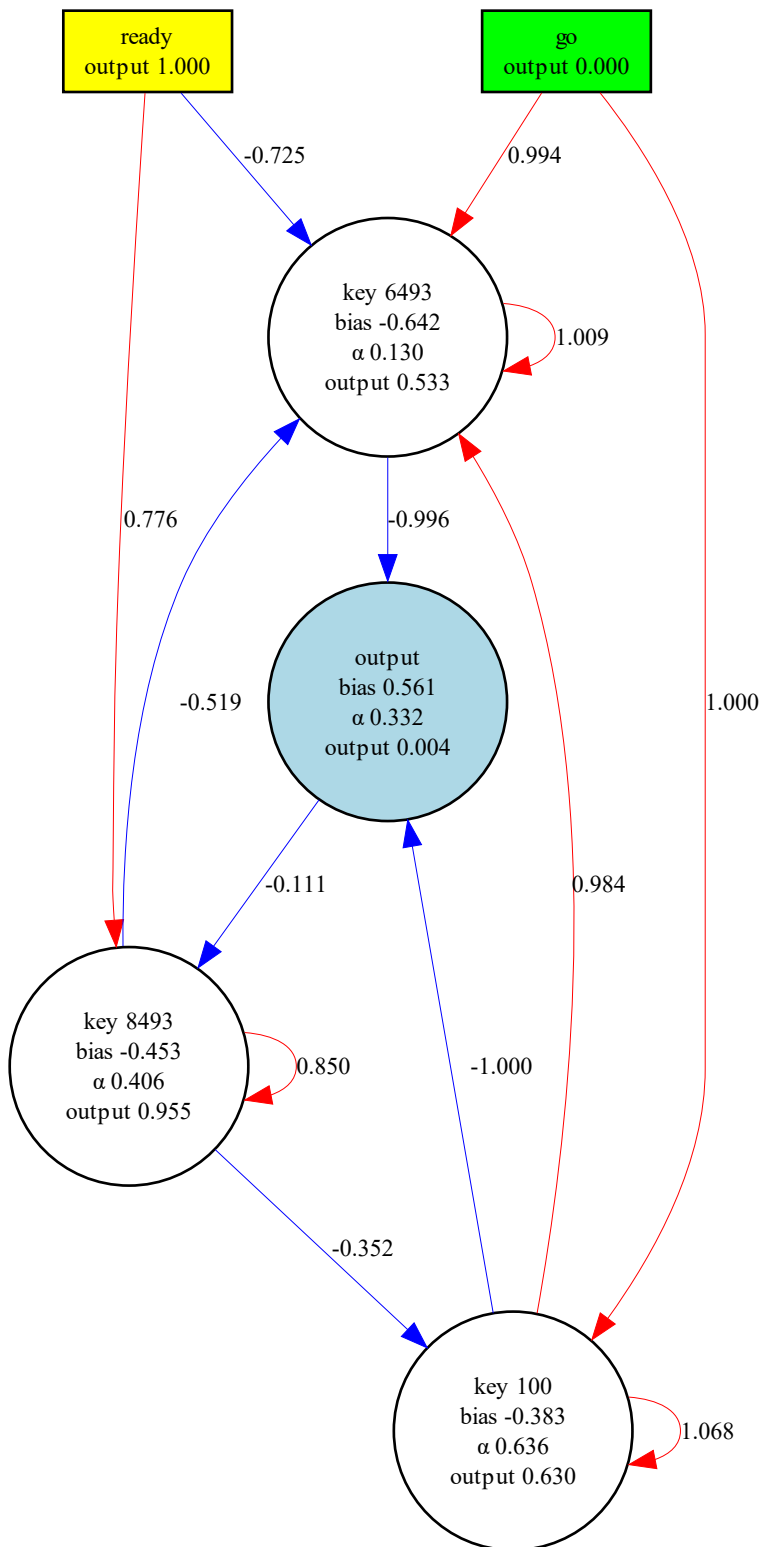 ready
output 1.000
go
output 0.000
-0.725
0.994
key 6493
bias -0.642
α 0.130
output 0.533
1.009
0.776
-0.996
output
bias 0.561
α 0.332
output 0.004
-0.519
1.000
-0.111
0.984
key 8493
bias -0.453
α 0.406
output 0.955
0.850
-1.000
-0.352
key 100
bias -0.383
α 0.636
output 0.630
1.068